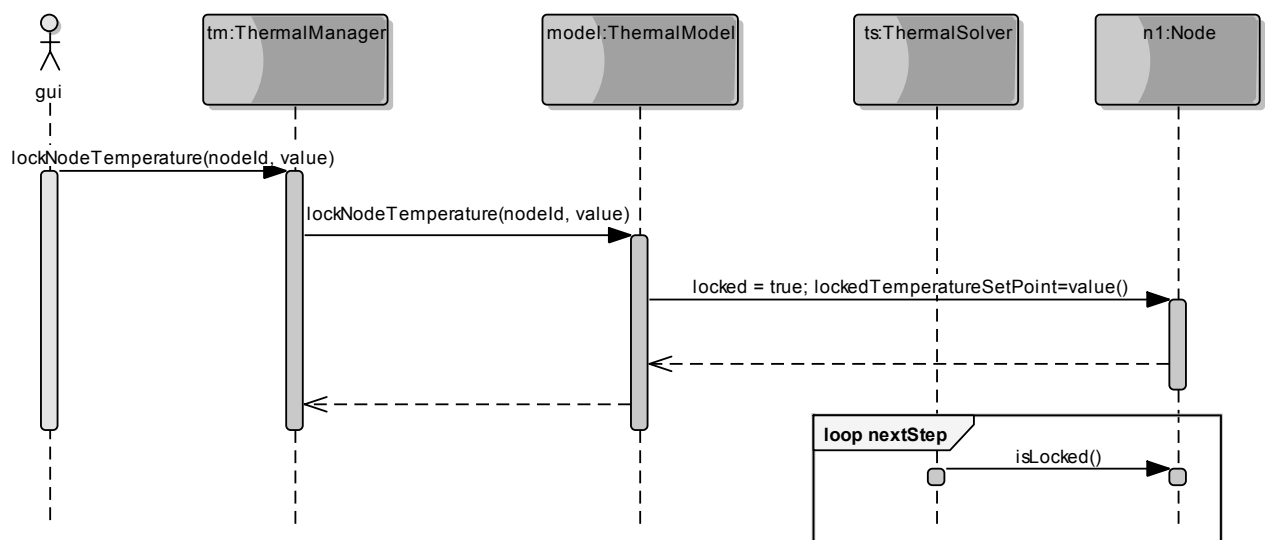 tm:ThermalManager
model:ThermalModel
ts:ThermalSolver
n1:Node
gui
lockNodeTemperature(nodeId, value)
lockNodeTemperature(nodeId, value)
locked = true; lockedTemperatureSetPoint=value()
loop nextStep
isLocked()